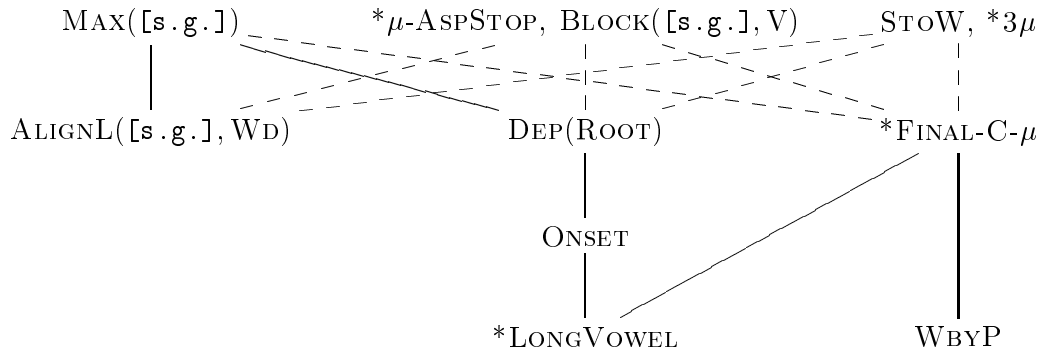 MAX([s.g.]) *μ-ASPSTOP, BLOCK([s.g.], V) STOW, *3μ
ALIGNL([s.g.], WD) DEP(ROOT) *FINAL-C-μ
ONSET
*LONGVOWEL WBYP